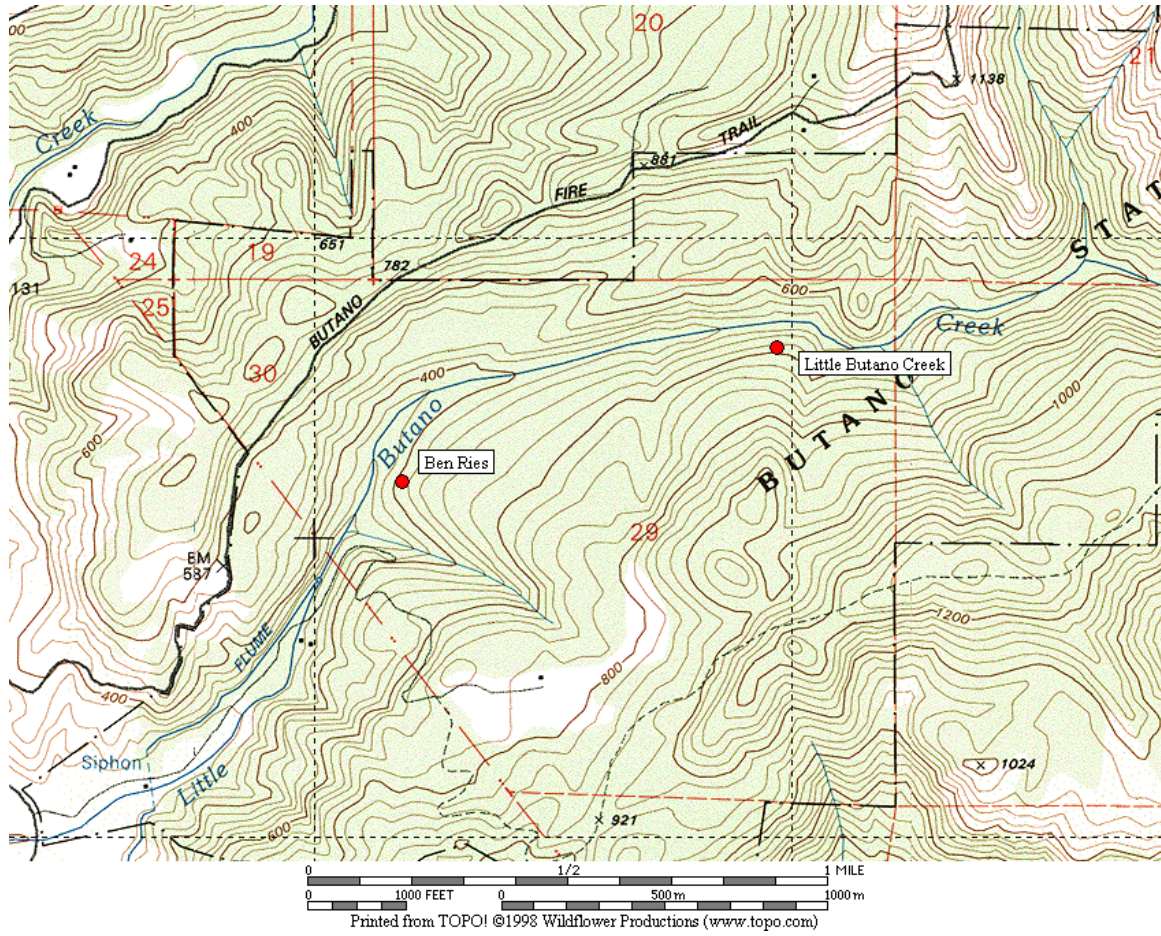 00
20
21
1138
Creek
400
TRAIL
881
FIRE
STAT
651
19
24
782
131
25
600
BUTANO
Creek
30
400
Little Butano Creek
BUTANO
1000
600
Butano
Ben Ries
29
BM
587
1200
FLUME
400
800
Siphon
Little
1024
921
600
0 1/2 1 MILE
0 1000 FEET 0 500 m 1000 m
Printed from TOPO! ©1998 Wildflower Productions (www.topo.com)